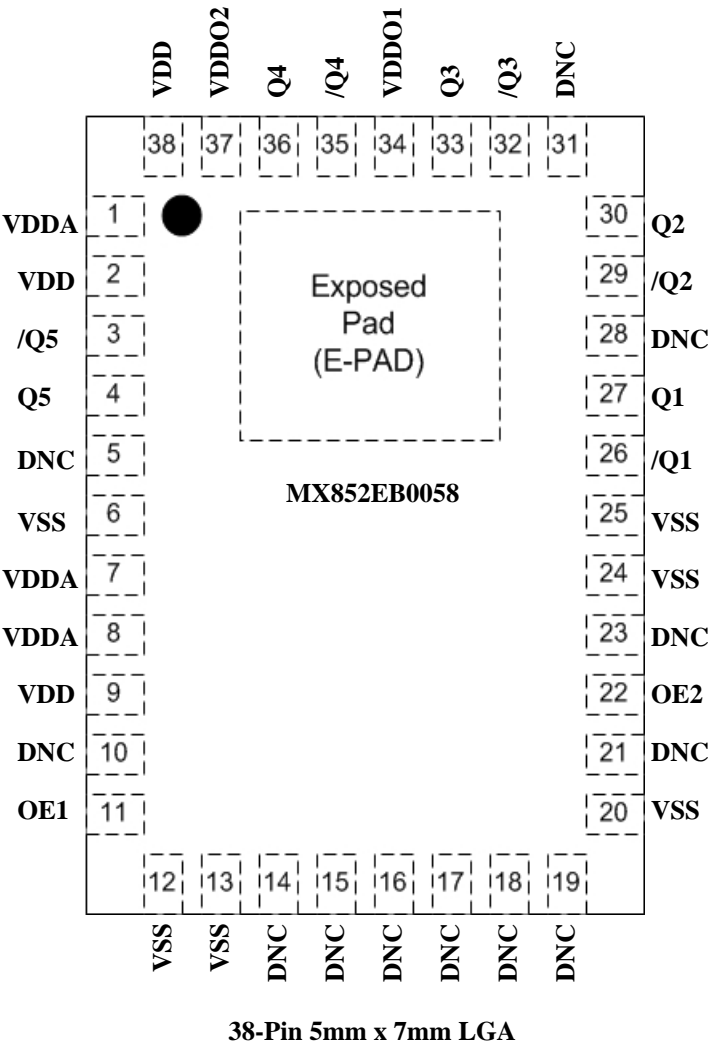 VDD VDDO2 Q4 /Q4 VDDO1 Q3 /Q3 DNC
38 37 36 35 34 33 32 31
VDDA 1 30 Q2
VDD 2 29 /Q2
/Q5 3 28 DNC
Q5 4 27 Q1
DNC 5 26 /Q1
VSS 6 25 VSS
VDDA 7 24 VSS
VDDA 8 23 DNC
VDD 9 22 OE2
DNC 10 21 DNC
OE1 11 20 VSS
Exposed
Pad
(E-PAD)
MX852EB0058
12 13 14 15 16 17 18 19
VSS VSS DNC DNC DNC DNC DNC DNC
38-Pin 5mm x 7mm LGA